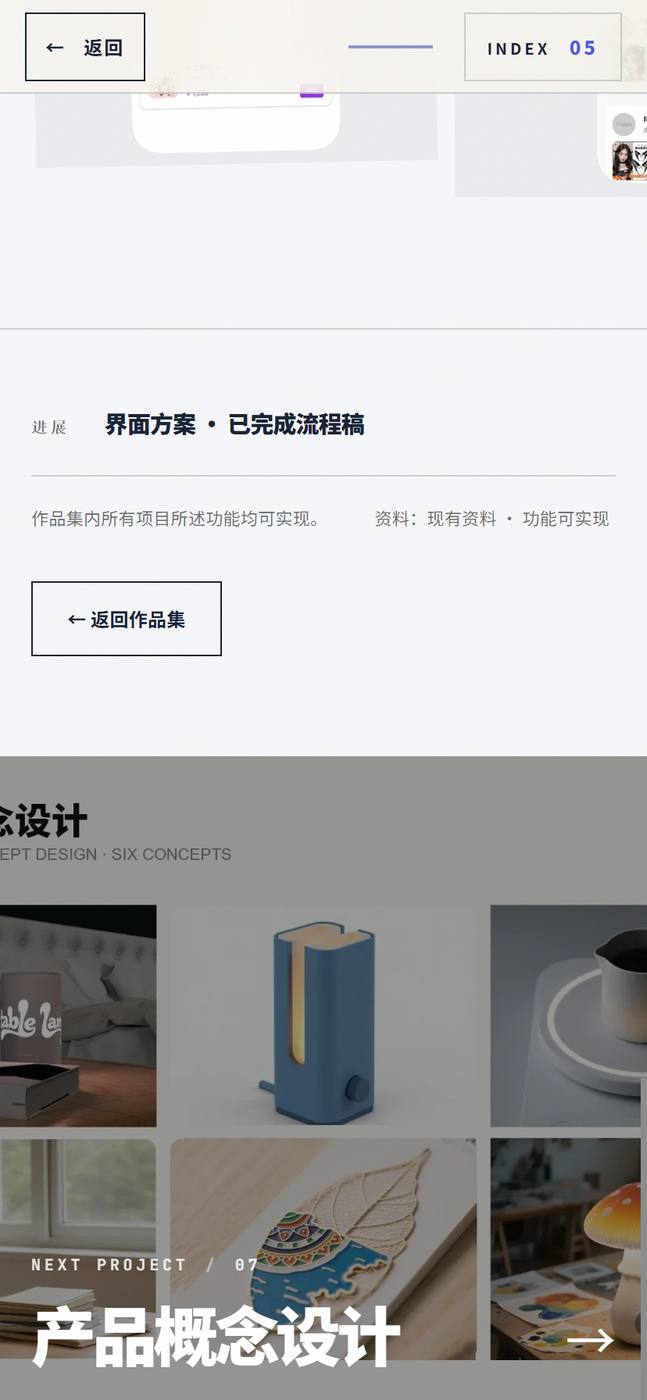 ← 返回
INDEX 05
进展 界面方案 · 已完成流程稿
作品集内所有项目所述功能均可实现。 资料：现有资料 · 功能可实现
← 返回作品集
念设计
EPT DESIGN · SIX CONCEPTS
able Lam
NEXT PROJECT / 07
产品概念设计 →